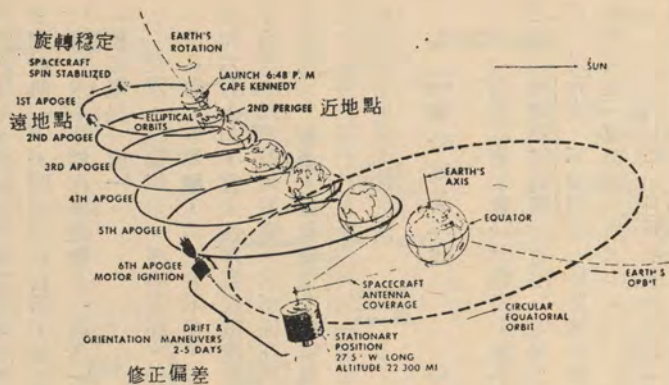 旋轉穩定
SPACECRAFT
SPIN STABILIZED
EARTH'S
ROTATION
LAUNCH 6:48 P. M
CAPE KENNEDY
SUN
1ST APOGEE
ELLIPTICAL
ORBITS
2ND PERIGEE 近地點
遠地點
2ND APOGEE
3RD APOGEE
4TH APOGEE
5TH APOGEE
6TH APOGEE
MOTOR IGNITION
EARTH'S
AXIS
EQUATOR
SPACECRAFT
ANTENNA
COVERAGE
EARTH'S
ORBIT
CIRCULAR
EQUATORIAL
ORBIT
DRIFT &
ORIENTATION MANEUVERS
2-5 DAYS
STATIONARY
POSITION
27 5° W LONG
ALTITUDE 22 300 MI
修正偏差